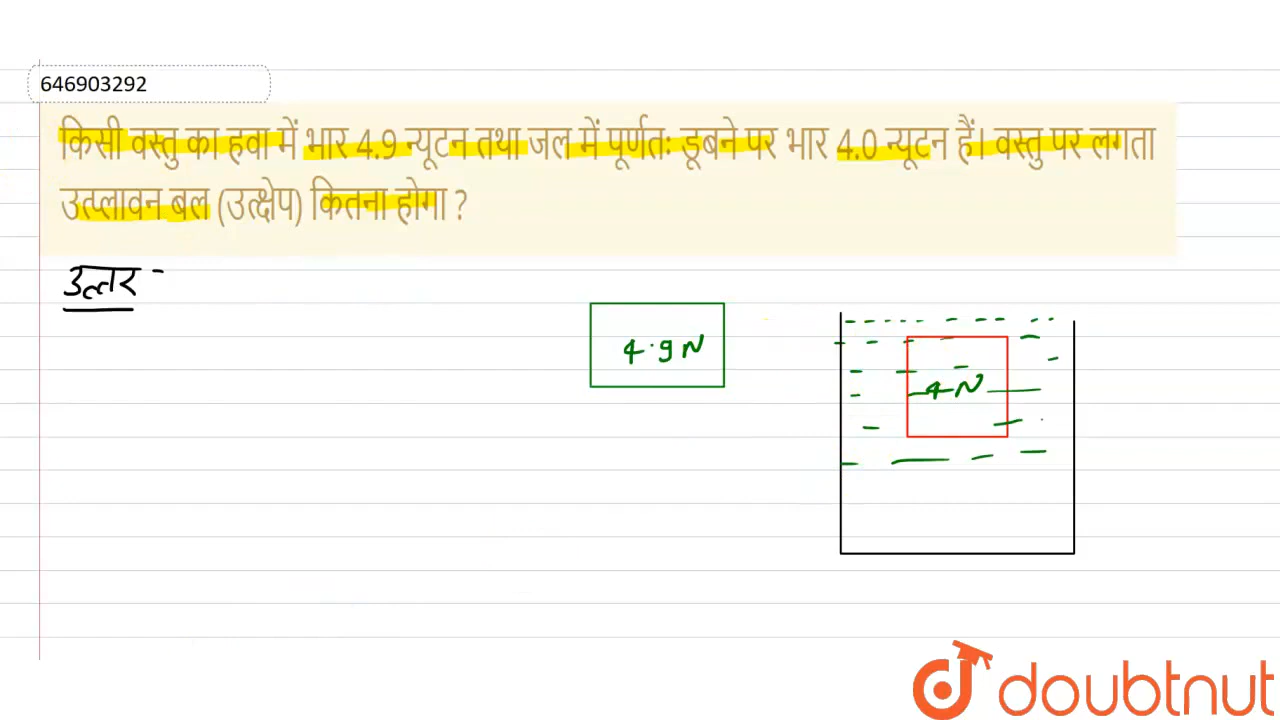 646903292
किसी वस्तु का हवा में भार 4.9 न्यूटन तथा जल में पूर्णतः डूबने पर भार 4.0 न्यूटन हैं। वस्तु पर लगता
उत्प्लावन बल (उत्क्षेप) कितना होगा ?
उत्तर -
4.9 N
4 N
doubtnut